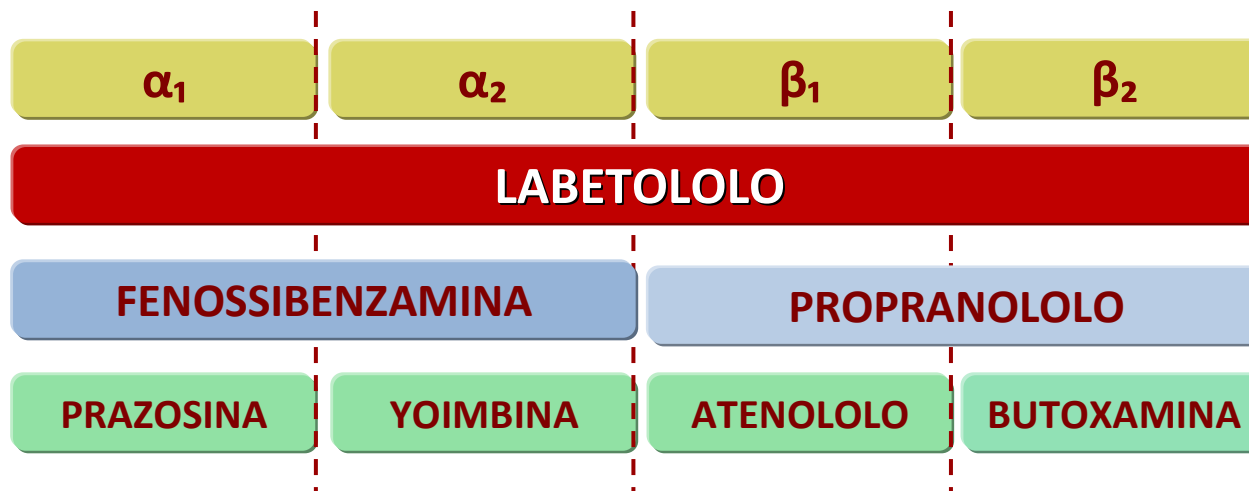 α₁ α₂ β₁ β₂
LABETOLOLO
FENOSSIBENZAMINA PROPRANOLOLO
PRAZOSINA YOIMBINA ATENOLOLO BUTOXAMINA